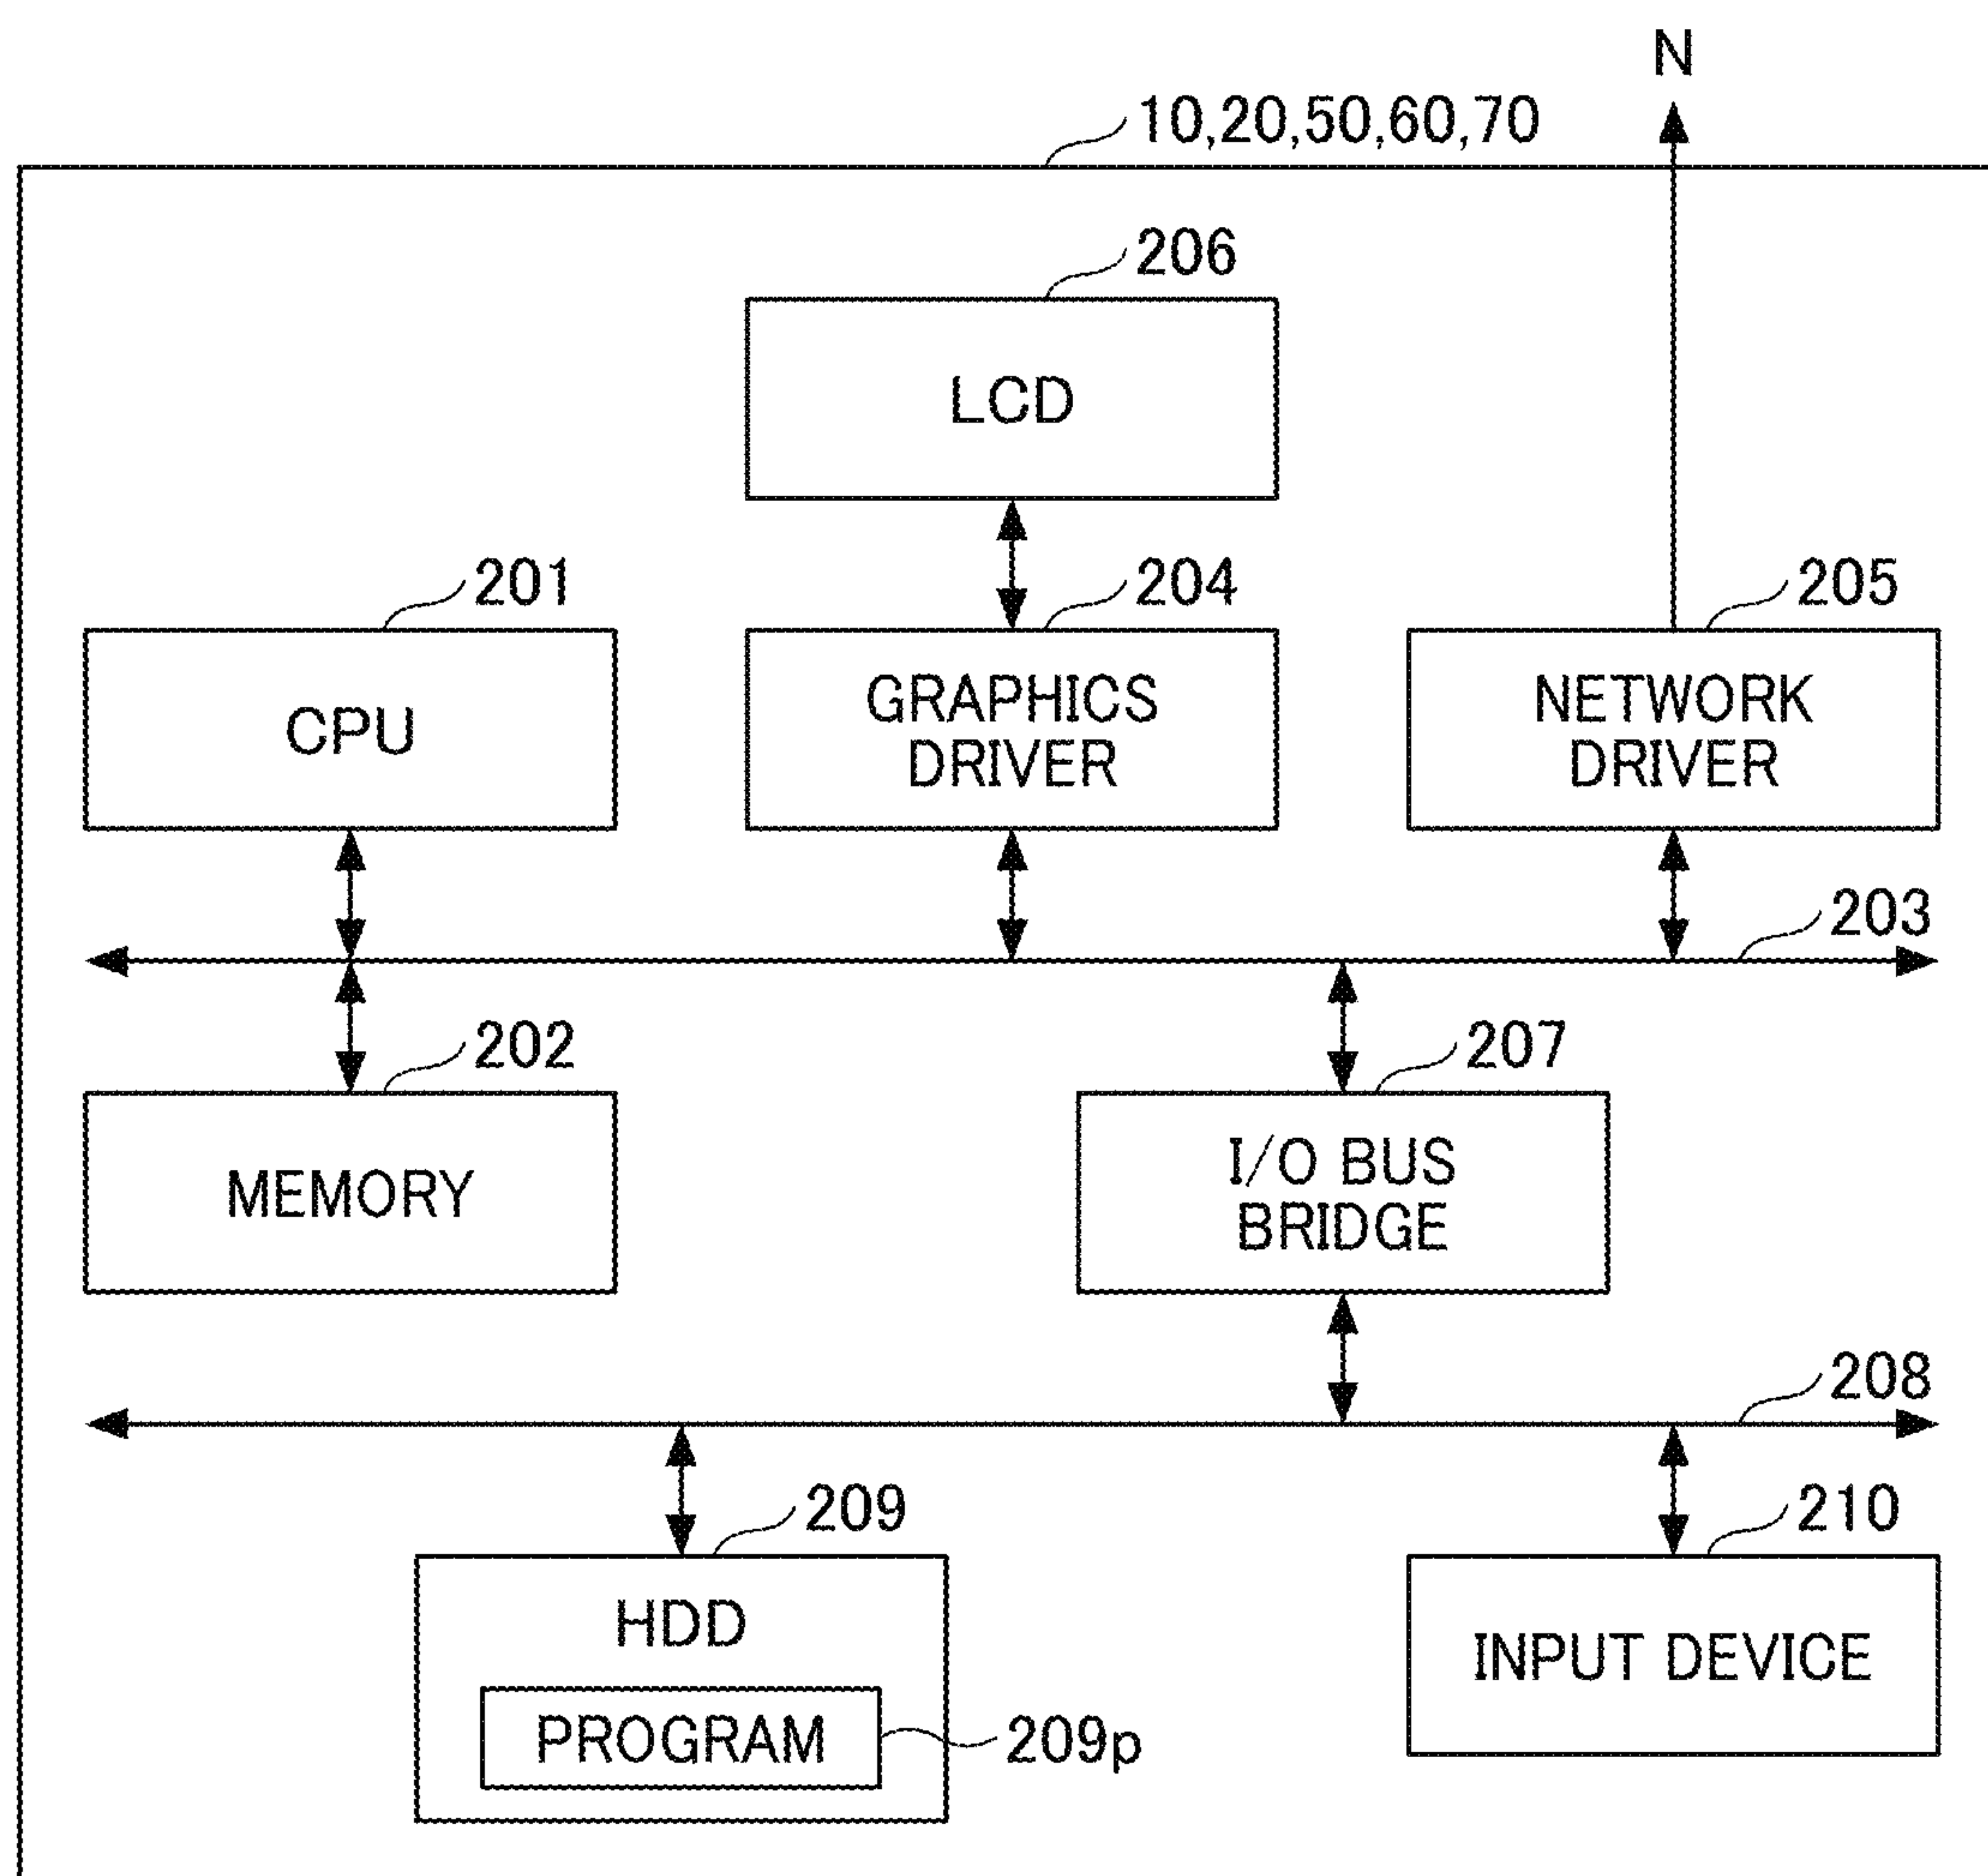 N
10,20,50,60,70
206
LCD
201
204
205
CPU
GRAPHICS
DRIVER
NETWORK
DRIVER
203
202
207
MEMORY
I/O BUS
BRIDGE
208
209
210
HDD
PROGRAM
209p
INPUT DEVICE